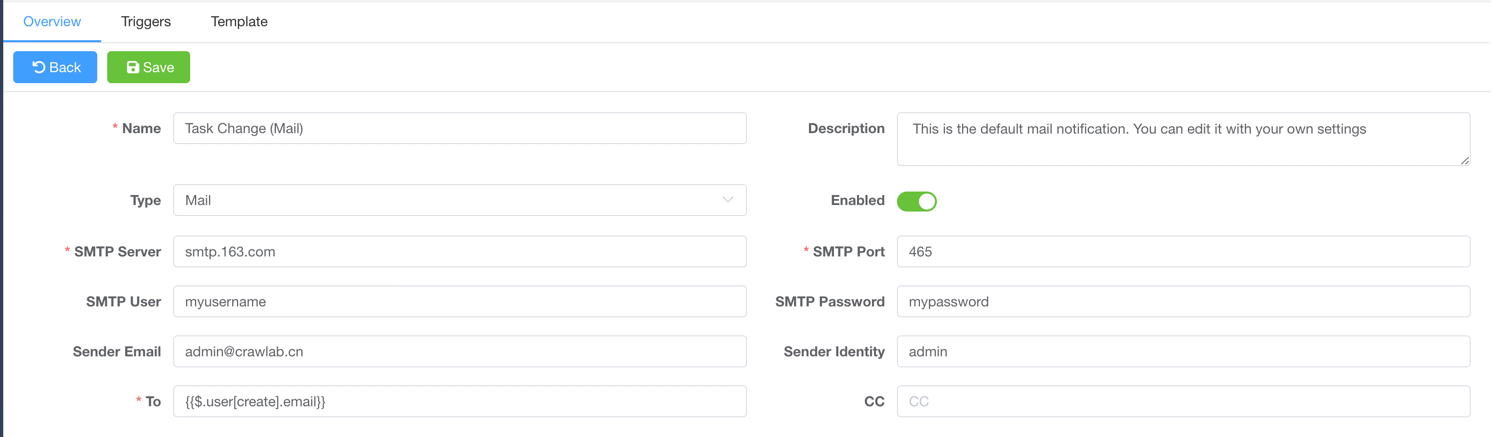 Overview Triggers Template
Back Save
* Name Task Change (Mail) Description This is the default mail notification. You can edit it with your own settings
Type Mail Enabled
* SMTP Server smtp.163.com * SMTP Port 465
SMTP User myusername SMTP Password mypassword
Sender Email admin@crawlab.cn Sender Identity admin
* To {{$.user[create].email}} CC CC